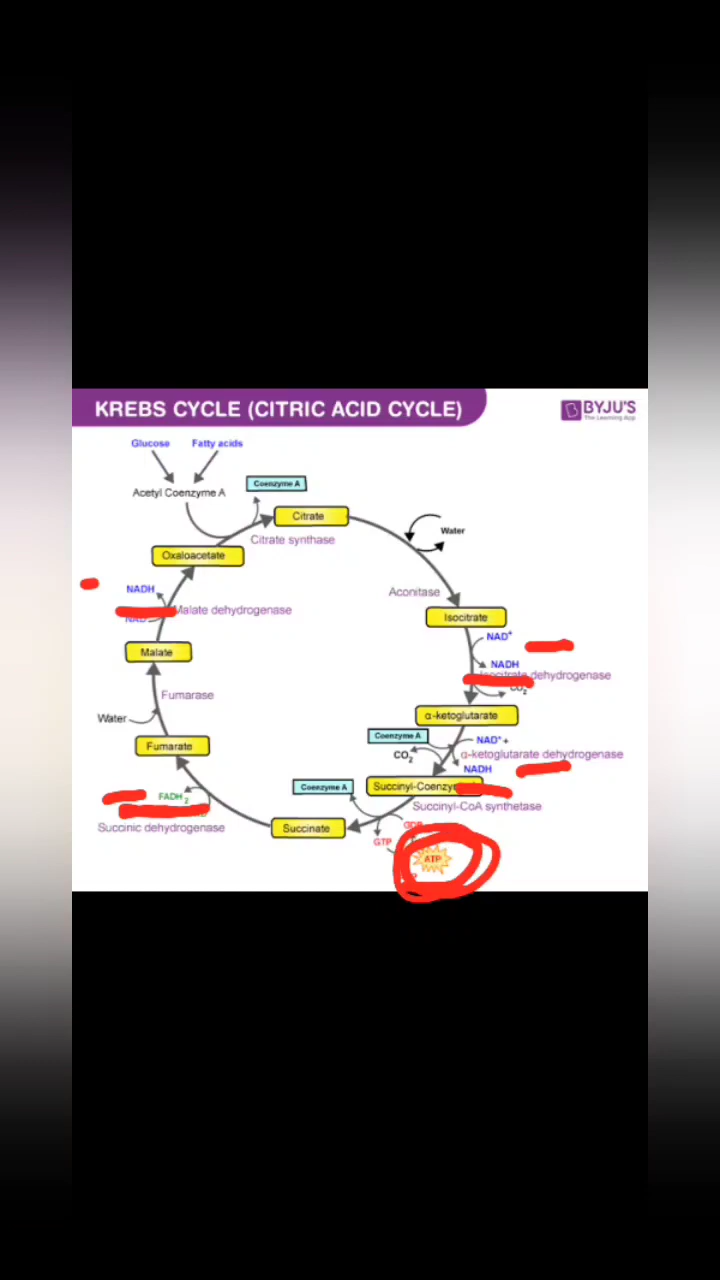 KREBS CYCLE (CITRIC ACID CYCLE)
BYJU'S
The Learning App
Glucose
Fatty acids
Acetyl Coenzyme A
Coenzyme A
Citrate
Citrate synthase
Water
Oxaloacetate
Aconitase
NADH
Malate dehydrogenase
Isocitrate
NAD+
NADH
dehydrogenase
CO2
Malate
Fumarase
α-ketoglutarate
Water
Coenzyme A
NAD+ +
Fumarate
CO2
α-ketoglutarate dehydrogenase
NADH
Coenzyme A
FADH2
Succinyl-CoA synthetase
Succinic dehydrogenase
Succinate
GTP
ATP